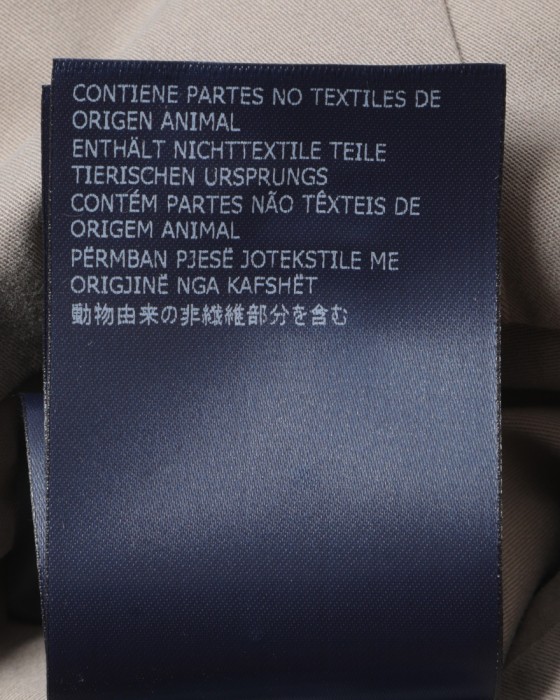 CONTIENE PARTES NO TEXTILES DE
ORIGEN ANIMAL
ENTHÄLT NICHTTEXTILE TEILE
TIERISCHEN URSPRUNGS
CONTÉM PARTES NÃO TÊXTEIS DE
ORIGEM ANIMAL
PËRMBAN PJESË JOTEKSTILE ME
ORIGJINË NGA KAFSHËT
動物由来の非繊維部分を含む